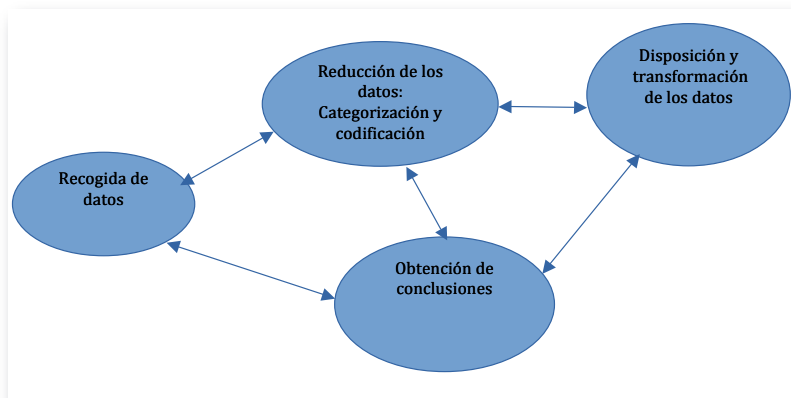 Recogida de
datos
Reducción de los
datos:
Categorización y
codificación
Disposición y
transformación
de los datos
Obtención de
conclusiones